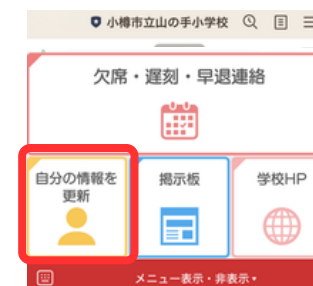 小樽市立山の手小学校
欠席・遅刻・早退連絡
自分の情報を
更新
掲示板
学校HP
メニュー表示・非表示▾